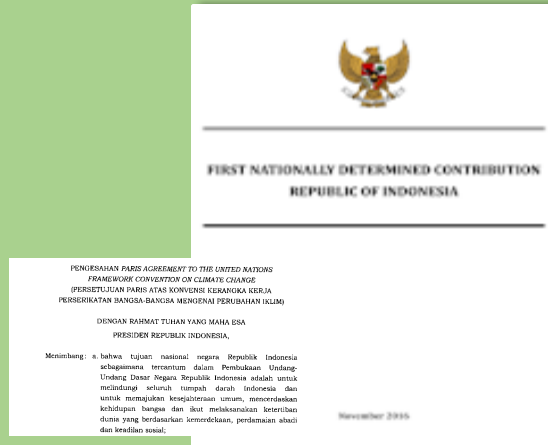 FIRST NATIONALLY DETERMINED CONTRIBUTION
REPUBLIC OF INDONESIA
PENGESAHAN PARIS AGREEMENT TO THE UNITED NATIONS
FRAMEWORK CONVENTION ON CLIMATE CHANGE
(PERSETUJUAN PARIS ATAS KONVENSI KERANGKA KERJA
PERSERIKATAN BANGSA-BANGSA MENGENAI PERUBAHAN IKLIM)
DENGAN RAHMAT TUHAN YANG MAHA ESA
PRESIDEN REPUBLIK INDONESIA,
Menimbang : a. bahwa tujuan nasional negara Republik Indonesia
sebagaimana tercantum dalam Pembukaan Undang-
Undang Dasar Negara Republik Indonesia adalah untuk
melindungi seluruh tumpah darah Indonesia dan
untuk memajukan kesejahteraan umum, mencerdaskan
kehidupan bangsa dan ikut melaksanakan ketertiban
dunia yang berdasarkan kemerdekaan, perdamaian abadi
dan keadilan sosial;
November 2016